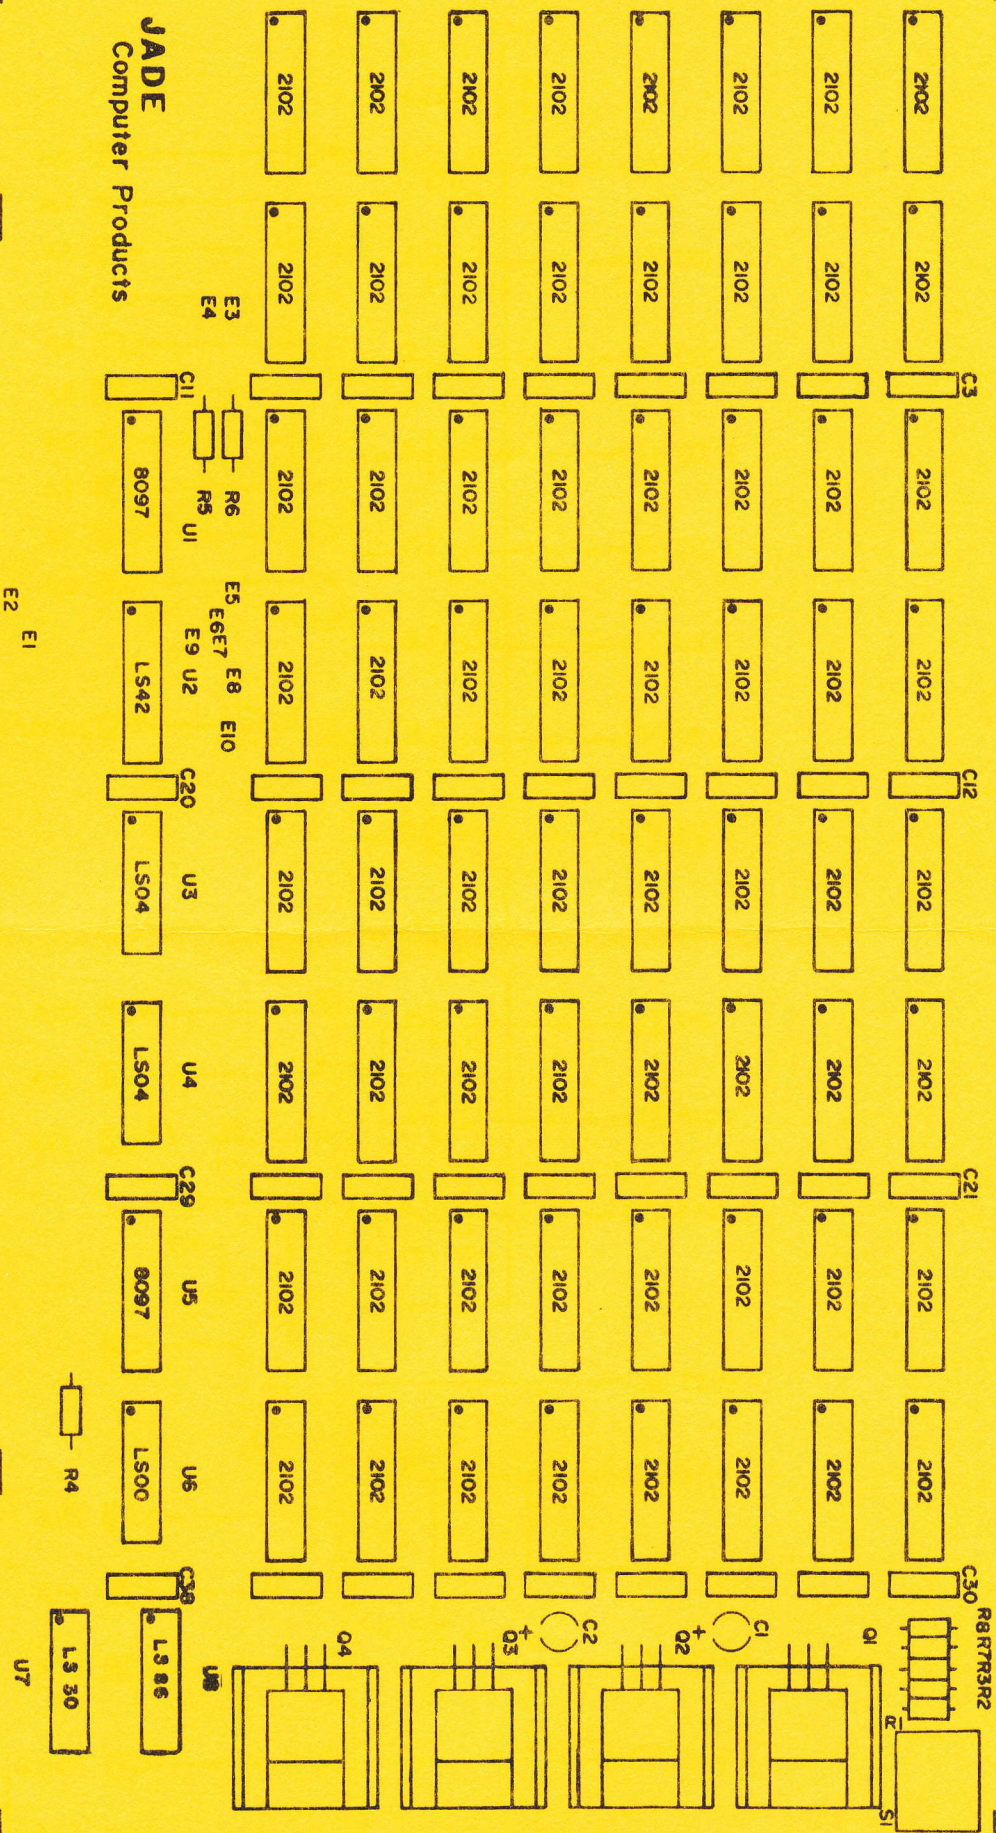 C3 C12 C21 C30 R8R7R3R2
2102 2102 2102 2102 2102 2102 2102 2102
R1 S1
Q1
2102 2102 2102 2102 2102 2102 2102 2102
C1
2102 2102 2102 2102 2102 2102 2102 2102
+
Q2
2102 2102 2102 2102 2102 2102 2102 2102
C2
2102 2102 2102 2102 2102 2102 2102 2102
+
Q3
2102 2102 2102 2102 2102 2102 2102 2102
2102 2102 2102 2102 2102 2102 2102 2102
Q4
2102 2102 2102 2102 2102 2102 2102 2102
E3 R6 E5 E8 E10
E4 R5 E6E7
U1 E9 U2 U3 U4 U5 U6 U8
C11 C20 C29 C38
JADE 8097 LS42 LS04 LS04 8097 LS00 LS86
Computer Products
R4 LS30
E1 U7
E2